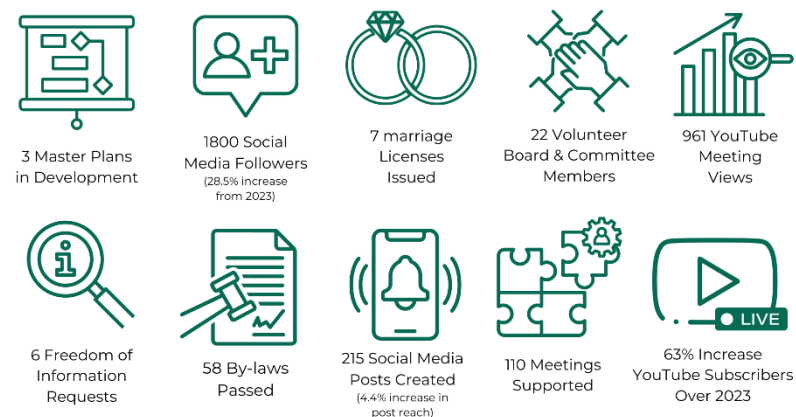 3 Master Plans
in Development
1800 Social
Media Followers
(28.5% increase
from 2023)
7 marriage
Licenses
Issued
22 Volunteer
Board & Committee
Members
961 YouTube
Meeting
Views
i
6 Freedom of
Information
Requests
58 By-laws
Passed
215 Social Media
Posts Created
(4.4% increase in
post reach)
110 Meetings
Supported
LIVE
63% Increase
YouTube Subscribers
Over 2023